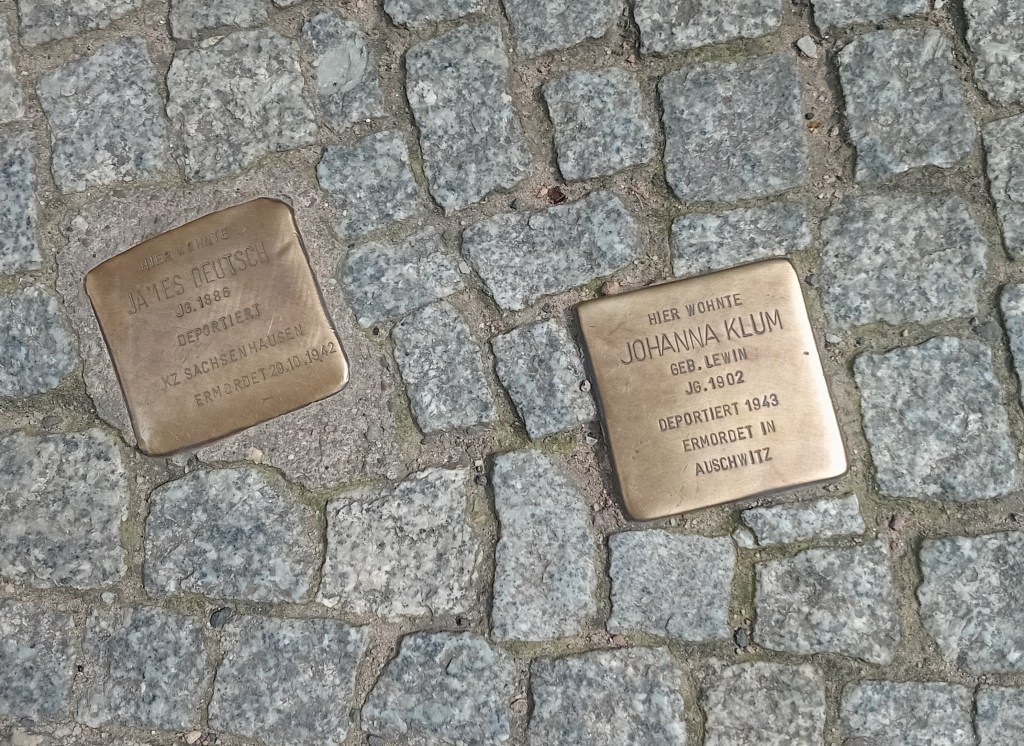 HIER WOHNTE
JAMES DEUTSCH
JG. 1886
DEPORTIERT
KZ SACHSENHAUSEN
ERMORDET 20.10.1942
HIER WOHNTE
JOHANNA KLUM
GEB. LEWIN
JG. 1902
DEPORTIERT 1943
ERMORDET IN
AUSCHWITZ